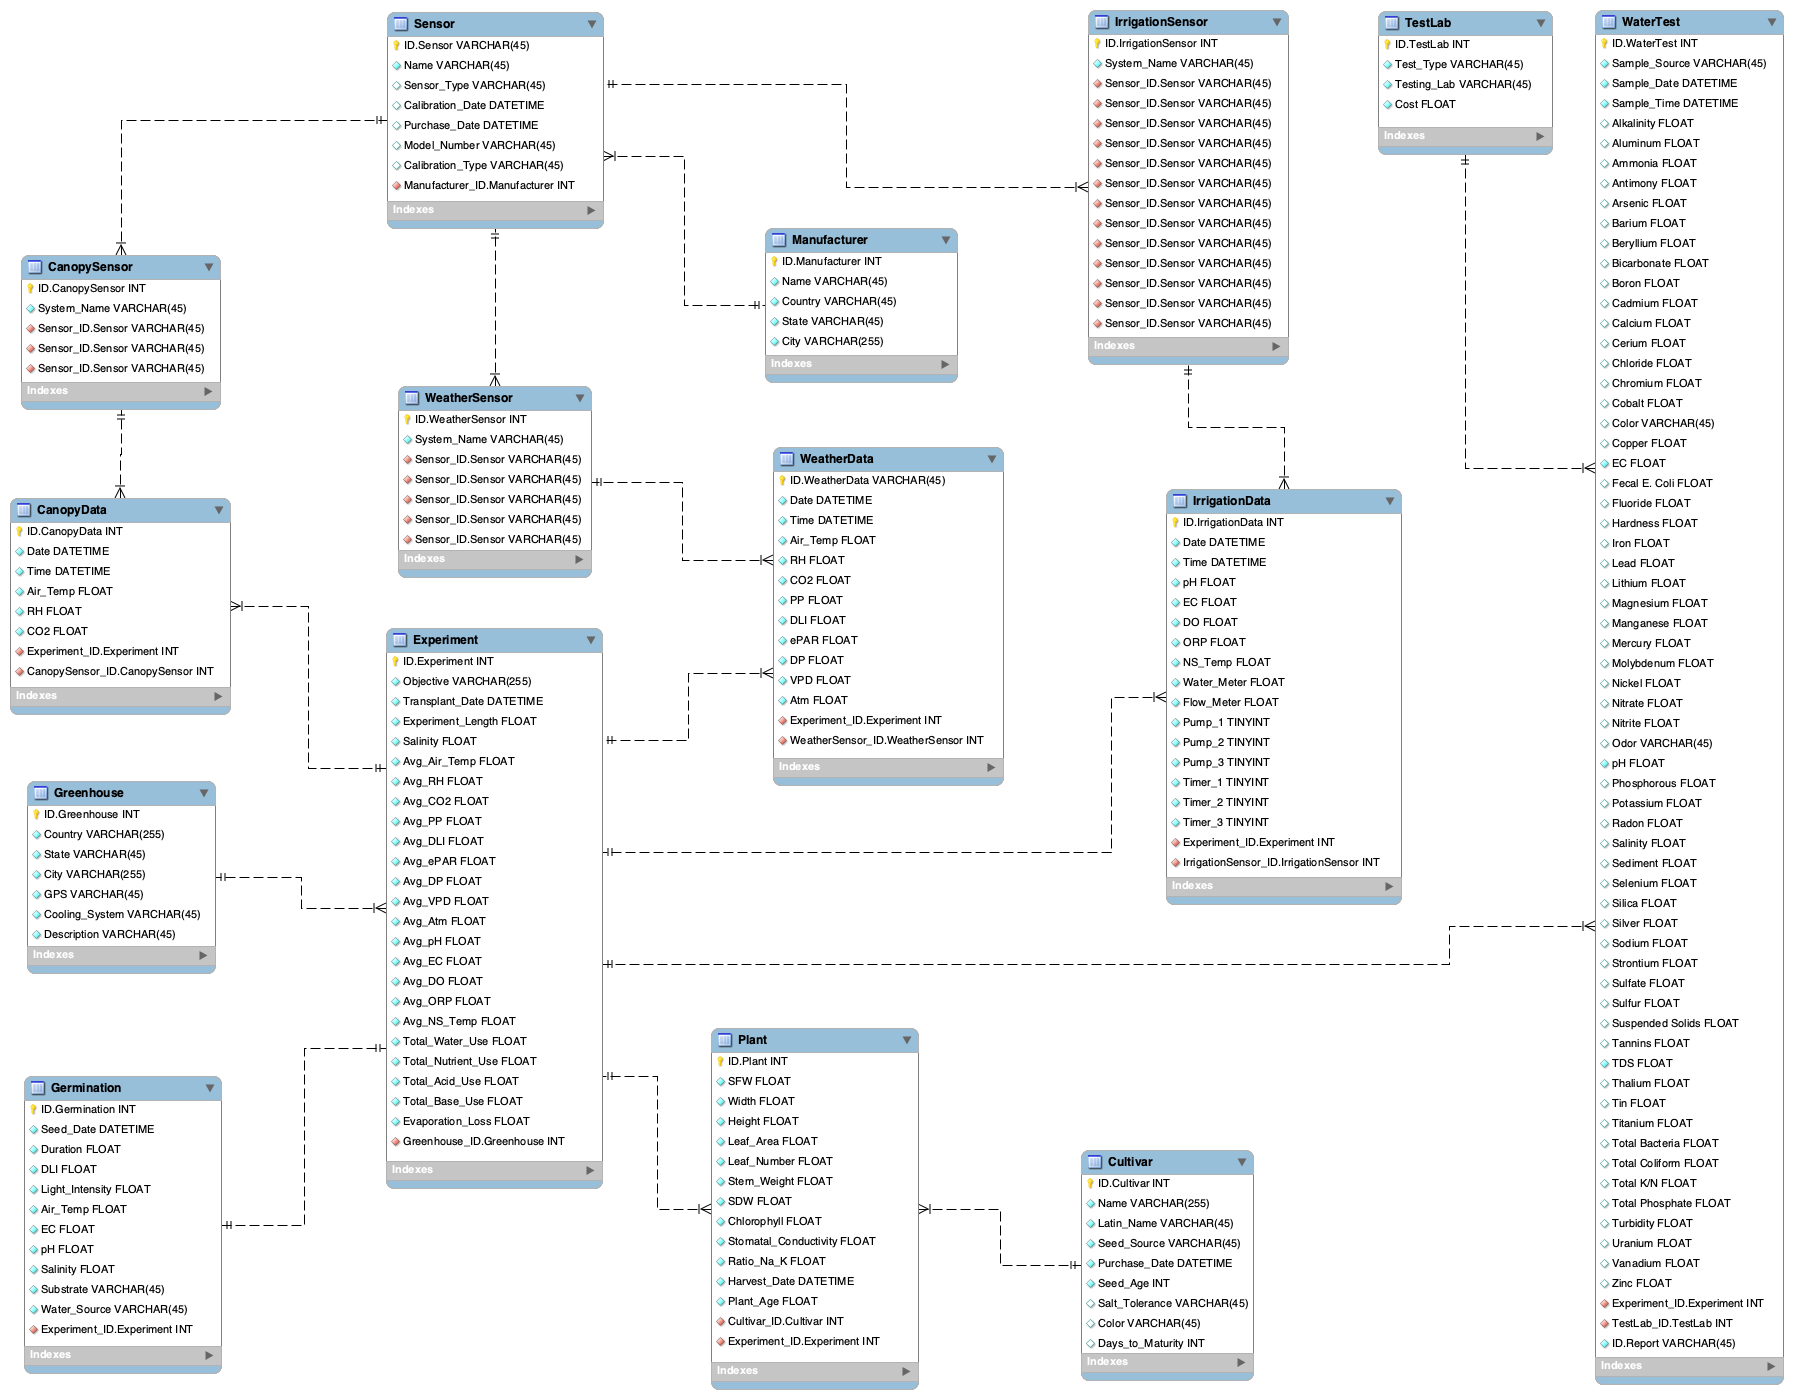 Sensor
ID.Sensor VARCHAR(45)
Name VARCHAR(45)
Sensor_Type VARCHAR(45)
Calibration_Date DATETIME
Purchase_Date DATETIME
Model_Number VARCHAR(45)
Calibration_Type VARCHAR(45)
Manufacturer_ID.Manufacturer INT
Indexes
IrrigationSensor
ID.IrrigationSensor INT
System_Name VARCHAR(45)
Sensor_ID.Sensor VARCHAR(45)
Sensor_ID.Sensor VARCHAR(45)
Sensor_ID.Sensor VARCHAR(45)
Sensor_ID.Sensor VARCHAR(45)
Sensor_ID.Sensor VARCHAR(45)
Sensor_ID.Sensor VARCHAR(45)
Sensor_ID.Sensor VARCHAR(45)
Sensor_ID.Sensor VARCHAR(45)
Sensor_ID.Sensor VARCHAR(45)
Sensor_ID.Sensor VARCHAR(45)
Sensor_ID.Sensor VARCHAR(45)
Sensor_ID.Sensor VARCHAR(45)
Sensor_ID.Sensor VARCHAR(45)
Indexes
TestLab
ID.TestLab INT
Test_Type VARCHAR(45)
Testing_Lab VARCHAR(45)
Cost FLOAT
Indexes
WaterTest
ID.WaterTest INT
Sample_Source VARCHAR(45)
Sample_Date DATETIME
Sample_Time DATETIME
Alkalinity FLOAT
Aluminum FLOAT
Ammonia FLOAT
Antimony FLOAT
Arsenic FLOAT
Barium FLOAT
Beryllium FLOAT
Bicarbonate FLOAT
Boron FLOAT
Cadmium FLOAT
Calcium FLOAT
Cerium FLOAT
Chloride FLOAT
Chromium FLOAT
Cobalt FLOAT
Color VARCHAR(45)
Copper FLOAT
EC FLOAT
Fecal E. Coli FLOAT
Fluoride FLOAT
Hardness FLOAT
Iron FLOAT
Lead FLOAT
Lithium FLOAT
Magnesium FLOAT
Manganese FLOAT
Mercury FLOAT
Molybdenum FLOAT
Nickel FLOAT
Nitrate FLOAT
Nitrite FLOAT
Odor VARCHAR(45)
pH FLOAT
Phosphorous FLOAT
Potassium FLOAT
Radon FLOAT
Salinity FLOAT
Sediment FLOAT
Selenium FLOAT
Silica FLOAT
Silver FLOAT
Sodium FLOAT
Strontium FLOAT
Sulfate FLOAT
Sulfur FLOAT
Suspended Solids FLOAT
Tannins FLOAT
TDS FLOAT
Thalium FLOAT
Tin FLOAT
Titanium FLOAT
Total Bacteria FLOAT
Total Coliform FLOAT
Total K/N FLOAT
Total Phosphate FLOAT
Turbidity FLOAT
Uranium FLOAT
Vanadium FLOAT
Zinc FLOAT
Experiment_ID.Experiment INT
TestLab_ID.TestLab INT
ID.Report VARCHAR(45)
Indexes
Manufacturer
ID.Manufacturer INT
Name VARCHAR(45)
Country VARCHAR(45)
State VARCHAR(45)
City VARCHAR(255)
Indexes
CanopySensor
ID.CanopySensor INT
System_Name VARCHAR(45)
Sensor_ID.Sensor VARCHAR(45)
Sensor_ID.Sensor VARCHAR(45)
Sensor_ID.Sensor VARCHAR(45)
Indexes
WeatherSensor
ID.WeatherSensor INT
System_Name VARCHAR(45)
Sensor_ID.Sensor VARCHAR(45)
Sensor_ID.Sensor VARCHAR(45)
Sensor_ID.Sensor VARCHAR(45)
Sensor_ID.Sensor VARCHAR(45)
Sensor_ID.Sensor VARCHAR(45)
Indexes
WeatherData
ID.WeatherData VARCHAR(45)
Date DATETIME
Time DATETIME
Air_Temp FLOAT
RH FLOAT
CO2 FLOAT
PP FLOAT
DLI FLOAT
ePAR FLOAT
DP FLOAT
VPD FLOAT
Atm FLOAT
Experiment_ID.Experiment INT
WeatherSensor_ID.WeatherSensor INT
Indexes
IrrigationData
ID.IrrigationData INT
Date DATETIME
Time DATETIME
pH FLOAT
EC FLOAT
DO FLOAT
ORP FLOAT
NS_Temp FLOAT
Water_Meter FLOAT
Flow_Meter FLOAT
Pump_1 TINYINT
Pump_2 TINYINT
Pump_3 TINYINT
Timer_1 TINYINT
Timer_2 TINYINT
Timer_3 TINYINT
Experiment_ID.Experiment INT
IrrigationSensor_ID.IrrigationSensor INT
Indexes
CanopyData
ID.CanopyData INT
Date DATETIME
Time DATETIME
Air_Temp FLOAT
RH FLOAT
CO2 FLOAT
Experiment_ID.Experiment INT
CanopySensor_ID.CanopySensor INT
Indexes
Experiment
ID.Experiment INT
Objective VARCHAR(255)
Transplant_Date DATETIME
Experiment_Length FLOAT
Salinity FLOAT
Avg_Air_Temp FLOAT
Avg_RH FLOAT
Avg_CO2 FLOAT
Avg_PP FLOAT
Avg_DLI FLOAT
Avg_ePAR FLOAT
Avg_DP FLOAT
Avg_VPD FLOAT
Avg_Atm FLOAT
Avg_pH FLOAT
Avg_EC FLOAT
Avg_DO FLOAT
Avg_ORP FLOAT
Avg_NS_Temp FLOAT
Total_Water_Use FLOAT
Total_Nutrient_Use FLOAT
Total_Acid_Use FLOAT
Total_Base_Use FLOAT
Evaporation_Loss FLOAT
Greenhouse_ID.Greenhouse INT
Indexes
Greenhouse
ID.Greenhouse INT
Country VARCHAR(255)
State VARCHAR(45)
City VARCHAR(255)
GPS VARCHAR(45)
Cooling_System VARCHAR(45)
Description VARCHAR(45)
Indexes
Germination
ID.Germination INT
Seed_Date DATETIME
Duration FLOAT
DLI FLOAT
Light_Intensity FLOAT
Air_Temp FLOAT
EC FLOAT
pH FLOAT
Salinity FLOAT
Substrate VARCHAR(45)
Water_Source VARCHAR(45)
Experiment_ID.Experiment INT
Indexes
Plant
ID.Plant INT
SFW FLOAT
Width FLOAT
Height FLOAT
Leaf_Area FLOAT
Leaf_Number FLOAT
Stem_Weight FLOAT
SDW FLOAT
Chlorophyll FLOAT
Stomatal_Conductivity FLOAT
Ratio_Na_K FLOAT
Harvest_Date DATETIME
Plant_Age FLOAT
Cultivar_ID.Cultivar INT
Experiment_ID.Experiment INT
Indexes
Cultivar
ID.Cultivar INT
Name VARCHAR(255)
Latin_Name VARCHAR(45)
Seed_Source VARCHAR(45)
Purchase_Date DATETIME
Seed_Age INT
Salt_Tolerance VARCHAR(45)
Color VARCHAR(45)
Days_to_Maturity INT
Indexes